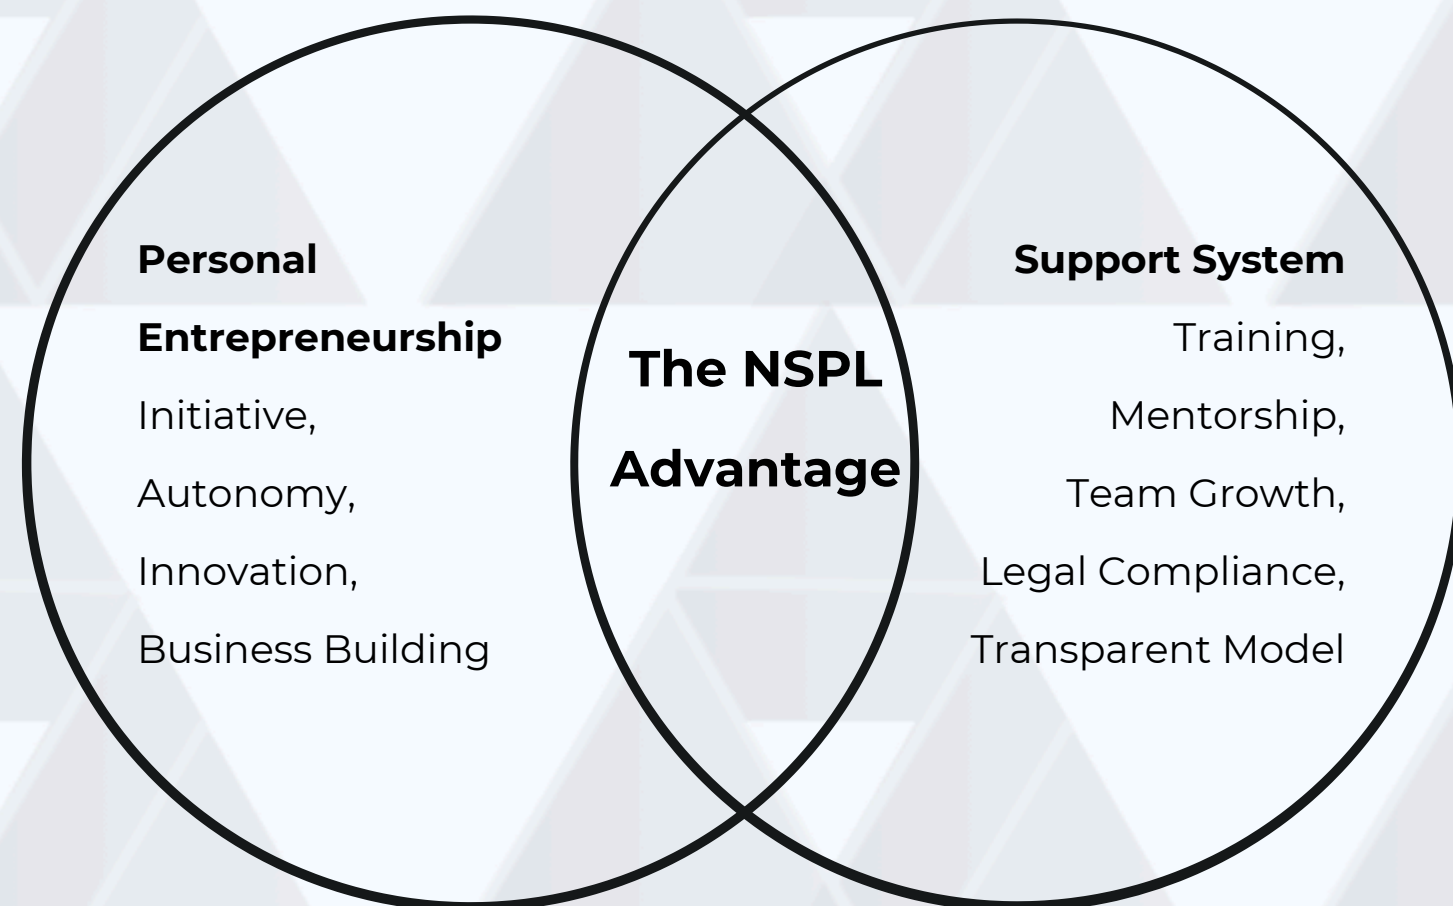 Personal
Entrepreneurship
Initiative,
Autonomy,
Innovation,
Business Building
The NSPL
Advantage
Support System
Training,
Mentorship,
Team Growth,
Legal Compliance,
Transparent Model